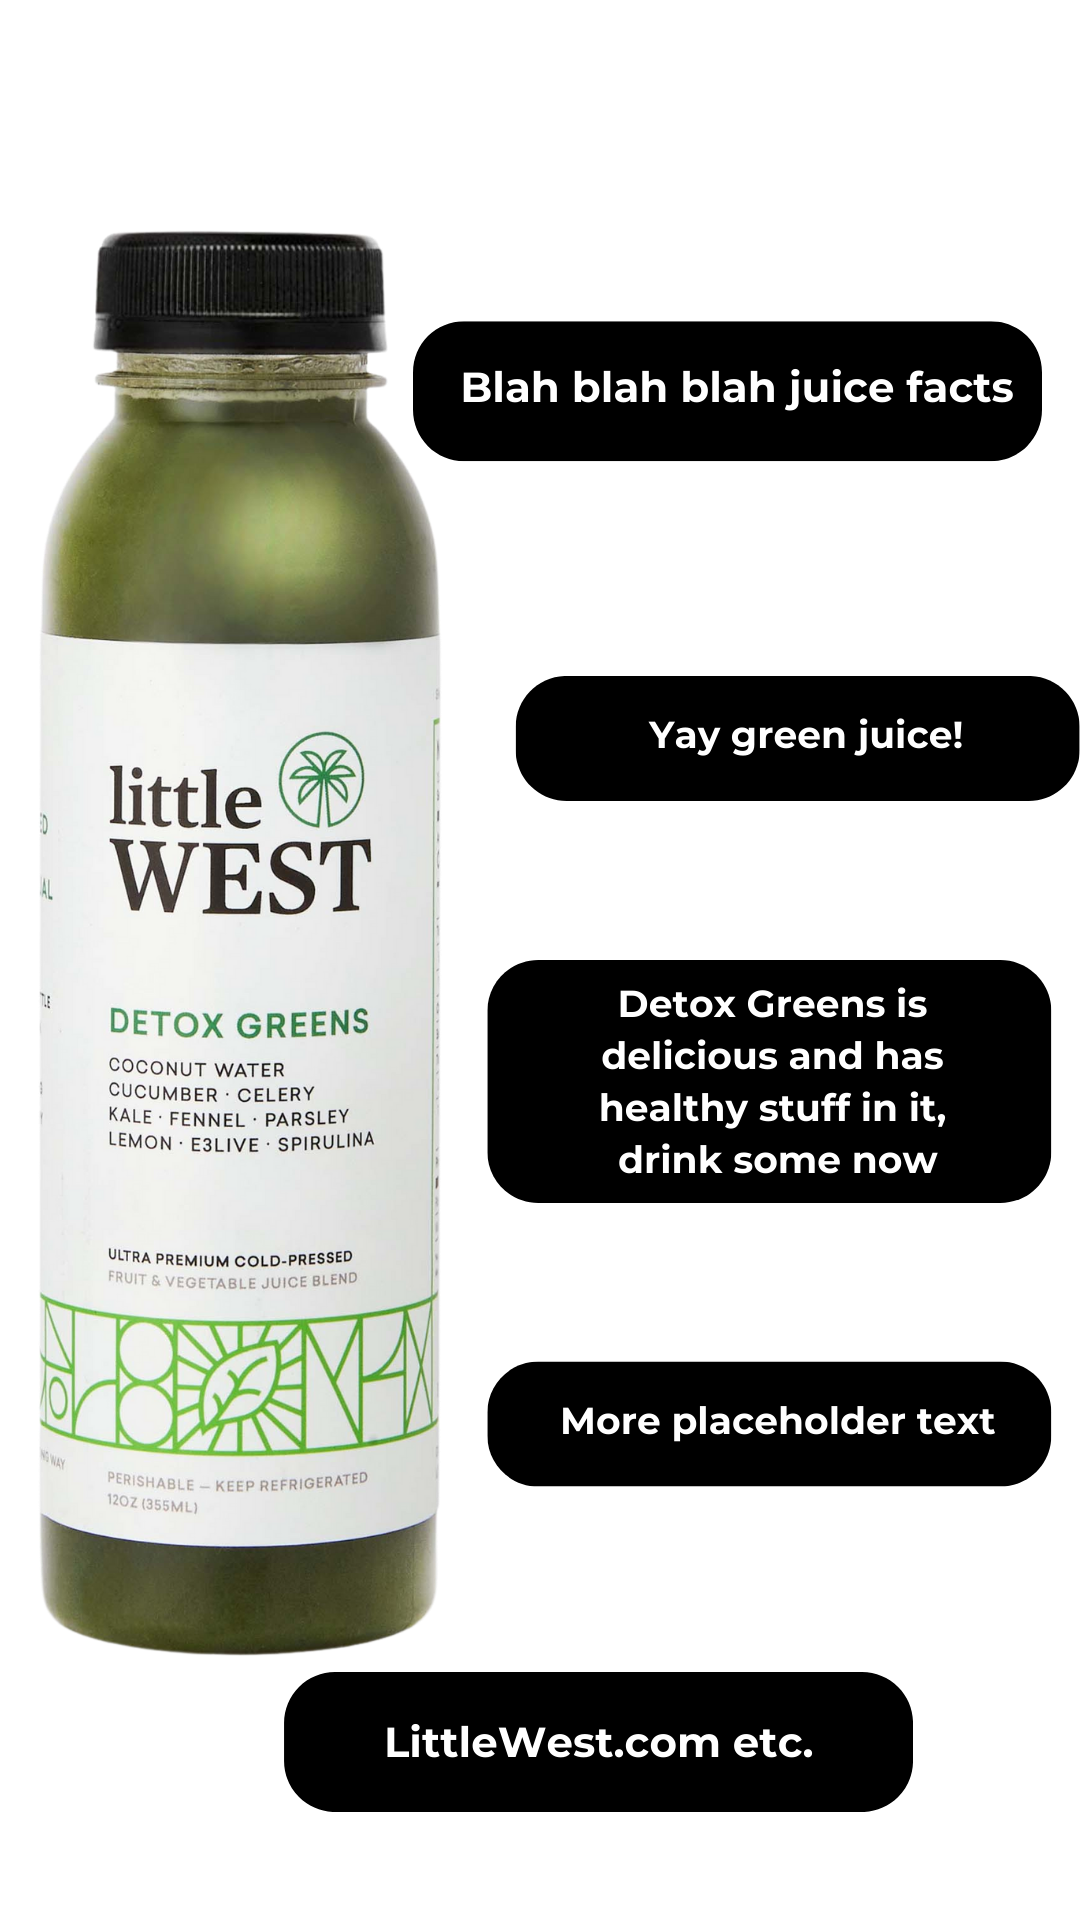 Blah blah blah juice facts
Yay green juice!
little
WEST
DETOX GREENS
COCONUT WATER
CUCUMBER · CELERY
KALE · FENNEL · PARSLEY
LEMON · E3LIVE · SPIRULINA
ULTRA PREMIUM COLD-PRESSED
FRUIT & VEGETABLE JUICE BLEND
PERISHABLE — KEEP REFRIGERATED
12OZ (355ML)
Detox Greens is
delicious and has
healthy stuff in it,
drink some now
More placeholder text
LittleWest.com etc.